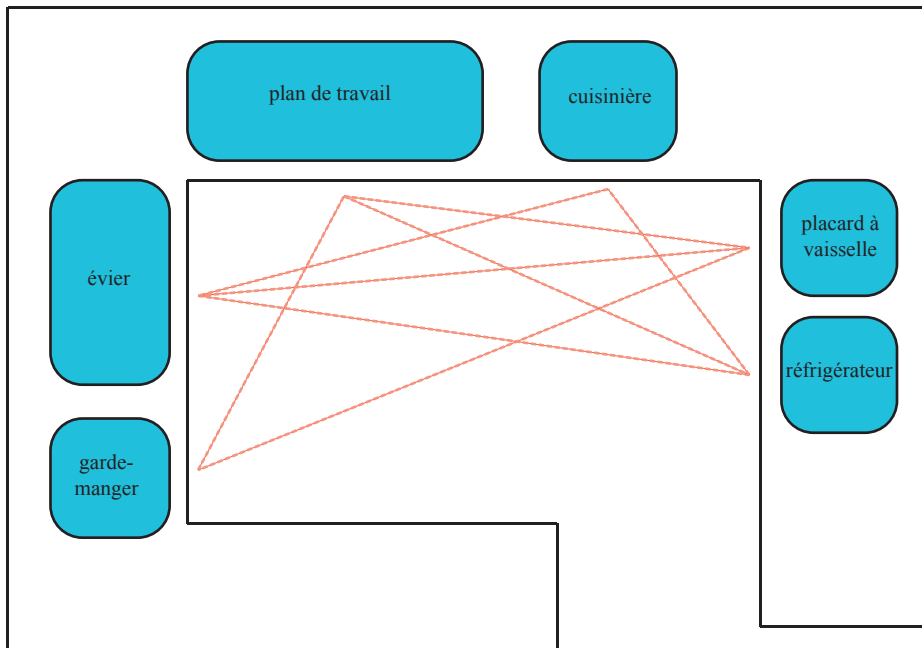 plan de travail
cuisinière
évier
placard à
vaisselle
réfrigérateur
garde-
manger